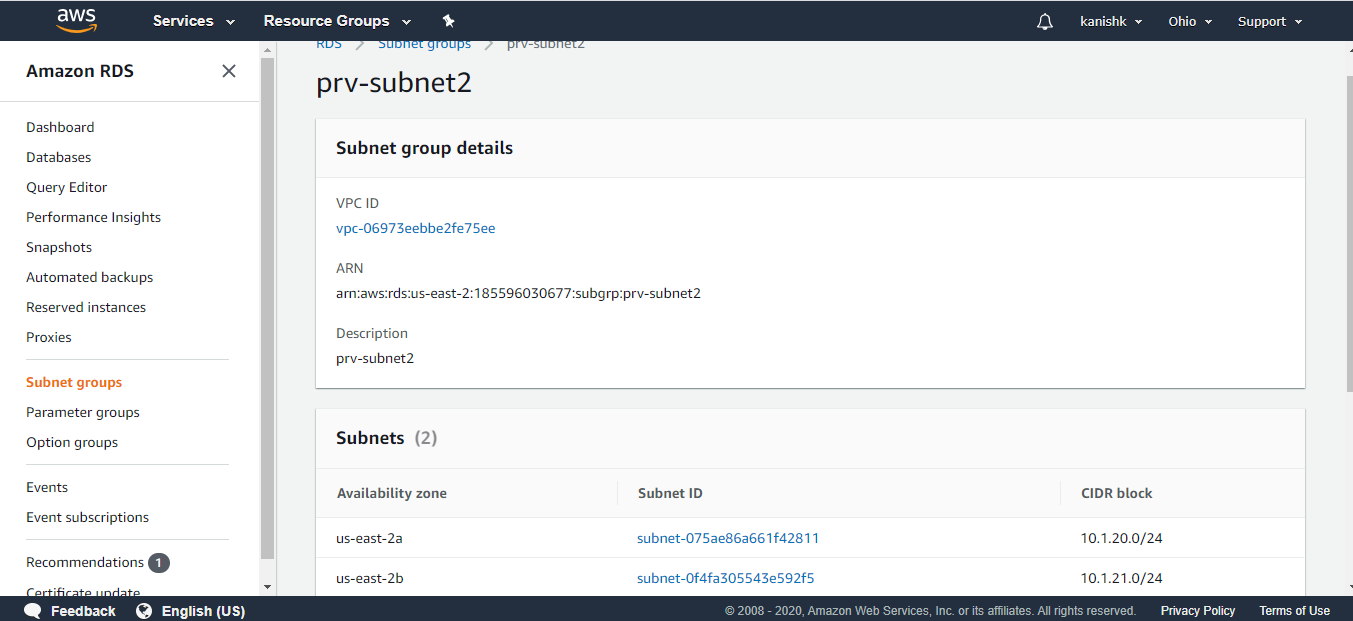 aws Services Resource Groups kanishk Ohio Support
Amazon RDS
Dashboard
Databases
Query Editor
Performance Insights
Snapshots
Automated backups
Reserved instances
Proxies
Subnet groups
Parameter groups
Option groups
Events
Event subscriptions
Recommendations 1
Certificate update
RDS Subnet groups prv-subnet2
prv-subnet2
Subnet group details
VPC ID
vpc-06973eebbe2fe75ee
ARN
arn:aws:rds:us-east-2:185596030677:subgrp:prv-subnet2
Description
prv-subnet2
Subnets (2)
Availability zone Subnet ID CIDR block
us-east-2a subnet-075ae86a661f42811 10.1.20.0/24
us-east-2b subnet-0f4fa305543e592f5 10.1.21.0/24
Feedback English (US) © 2008 - 2020, Amazon Web Services, Inc. or its affiliates. All rights reserved. Privacy Policy Terms of Use